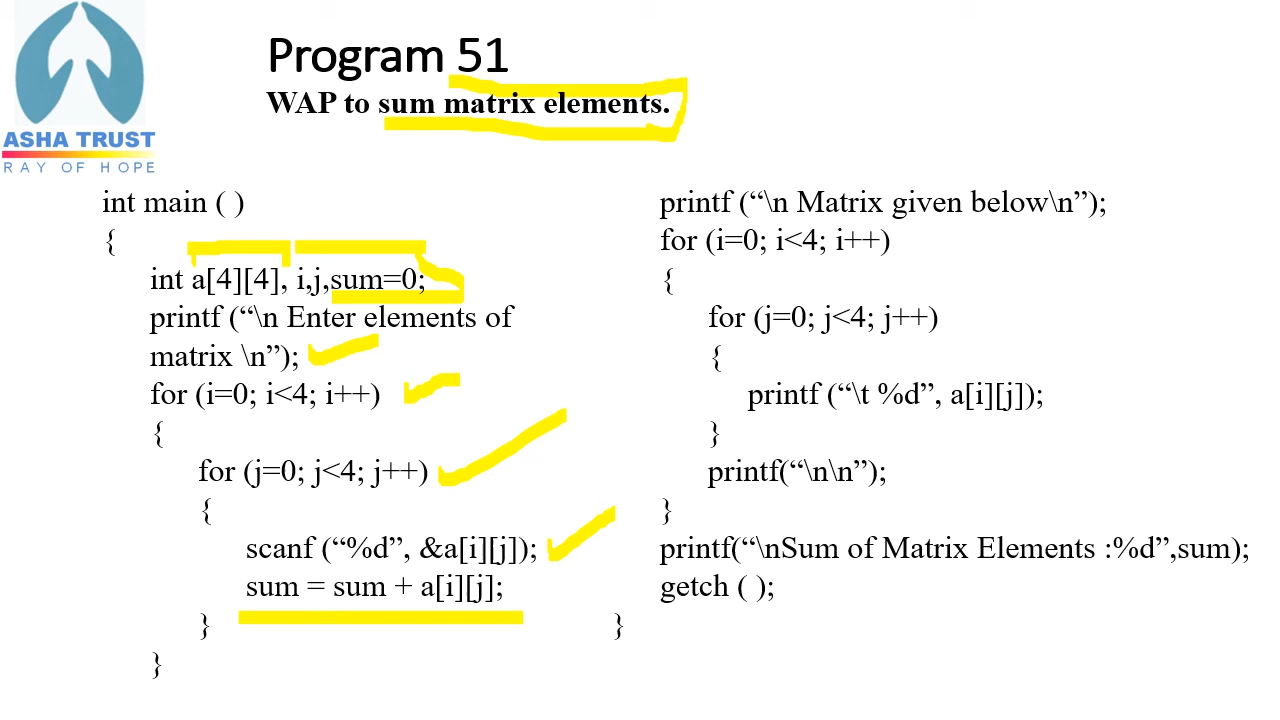 ASHA TRUST
RAY OF HOPE
Program 51
WAP to sum matrix elements.
int main ( )
{
int a[4][4], i,j,sum=0;
printf (“\n Enter elements of
matrix \n”);
for (i=0; i<4; i++)
{
for (j=0; j<4; j++)
{
scanf (“%d”, &a[i][j]);
sum = sum + a[i][j];
}
}
printf (“\n Matrix given below\n”);
for (i=0; i<4; i++)
{
for (j=0; j<4; j++)
{
printf (“\t %d”, a[i][j]);
}
printf(“\n\n”);
}
printf(“\nSum of Matrix Elements :%d”,sum);
getch ( );
}